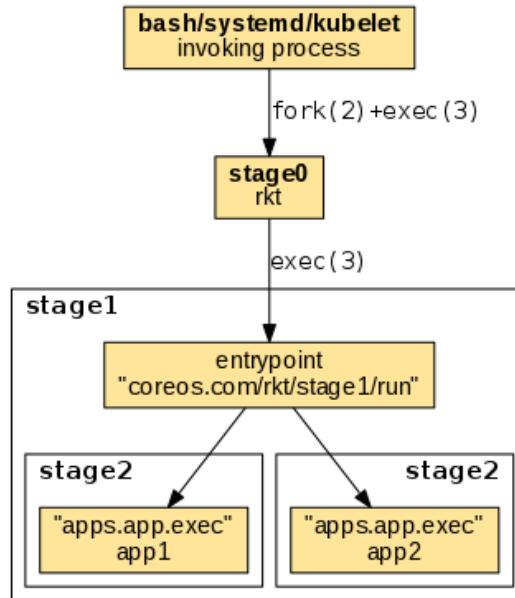 bash/systemd/kubelet
invoking process
fork(2)+exec(3)
stage0
rkt
exec(3)
stage1
entrypoint
"coreos.com/rkt/stage1/run"
stage2
stage2
"apps.app.exec"
app1
"apps.app.exec"
app2